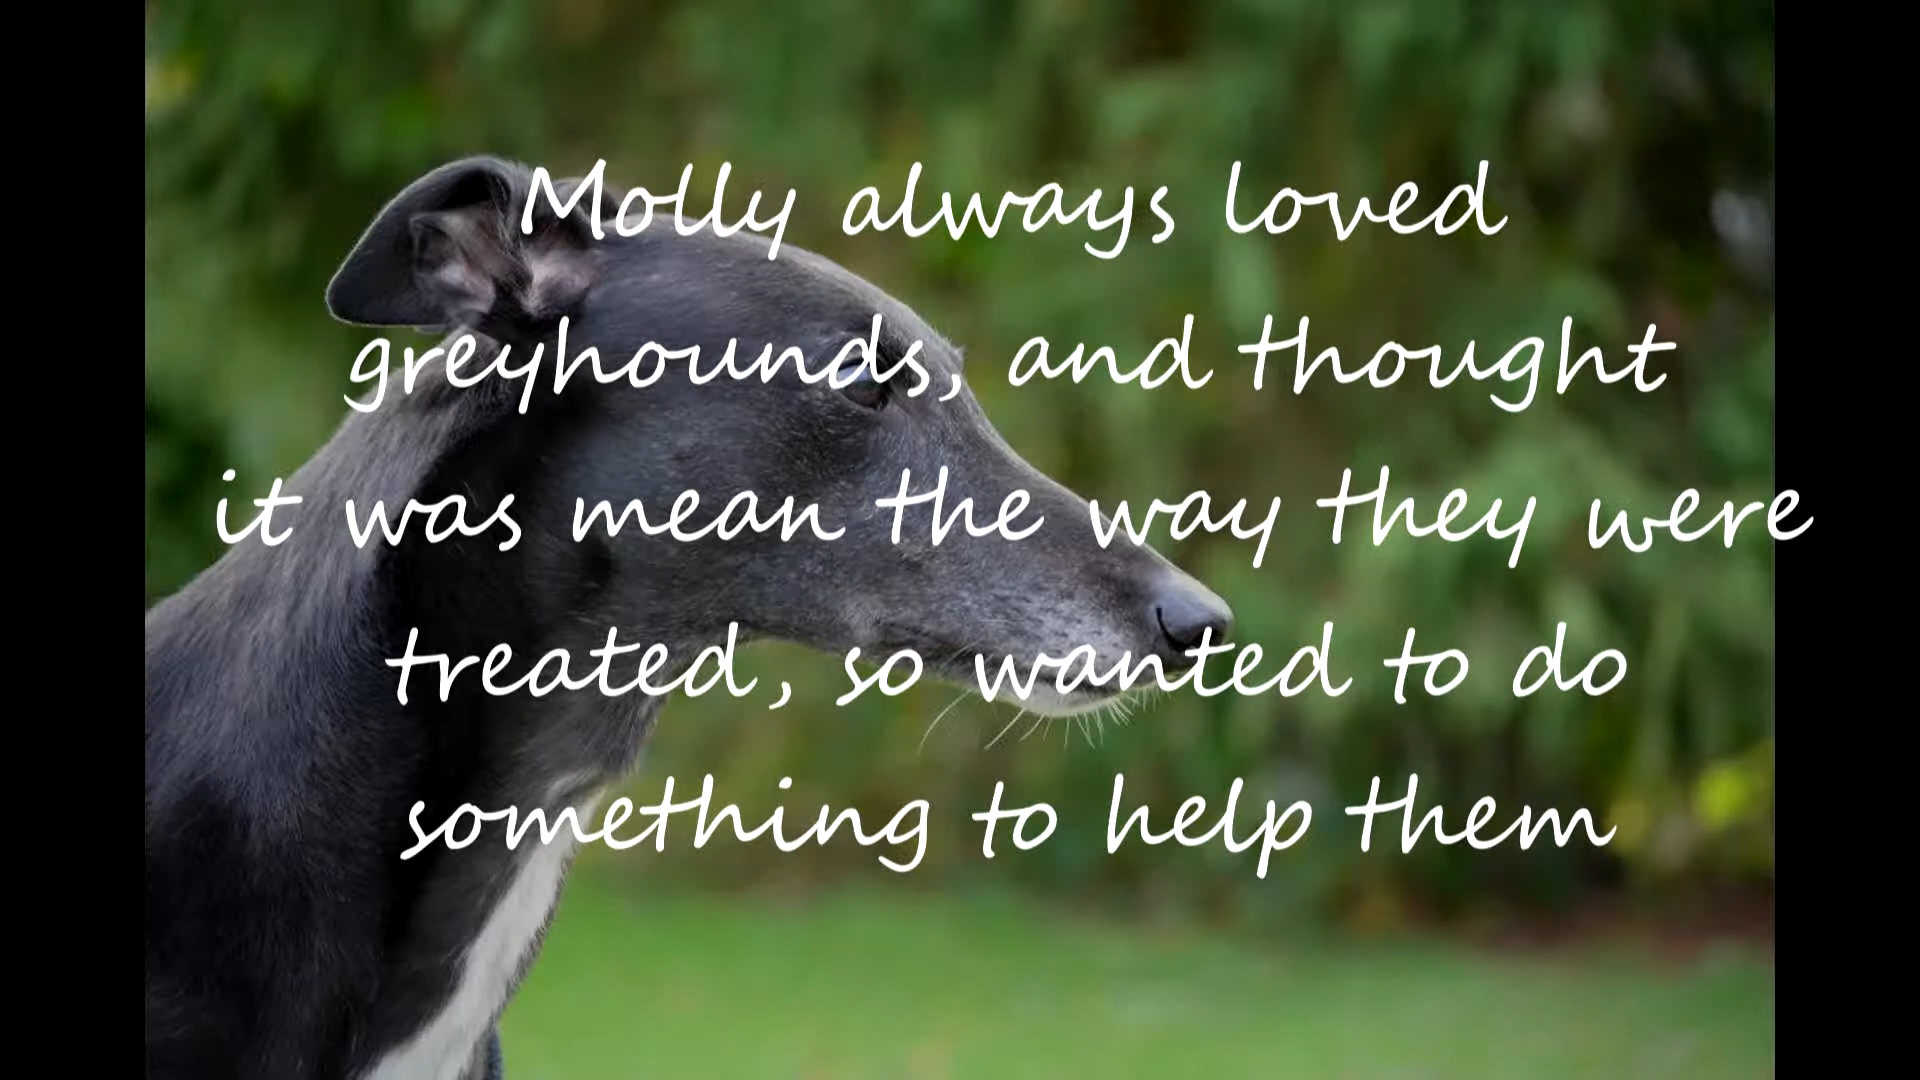 Molly always loved
greyhounds, and thought
it was mean the way they were
treated, so wanted to do
something to help them